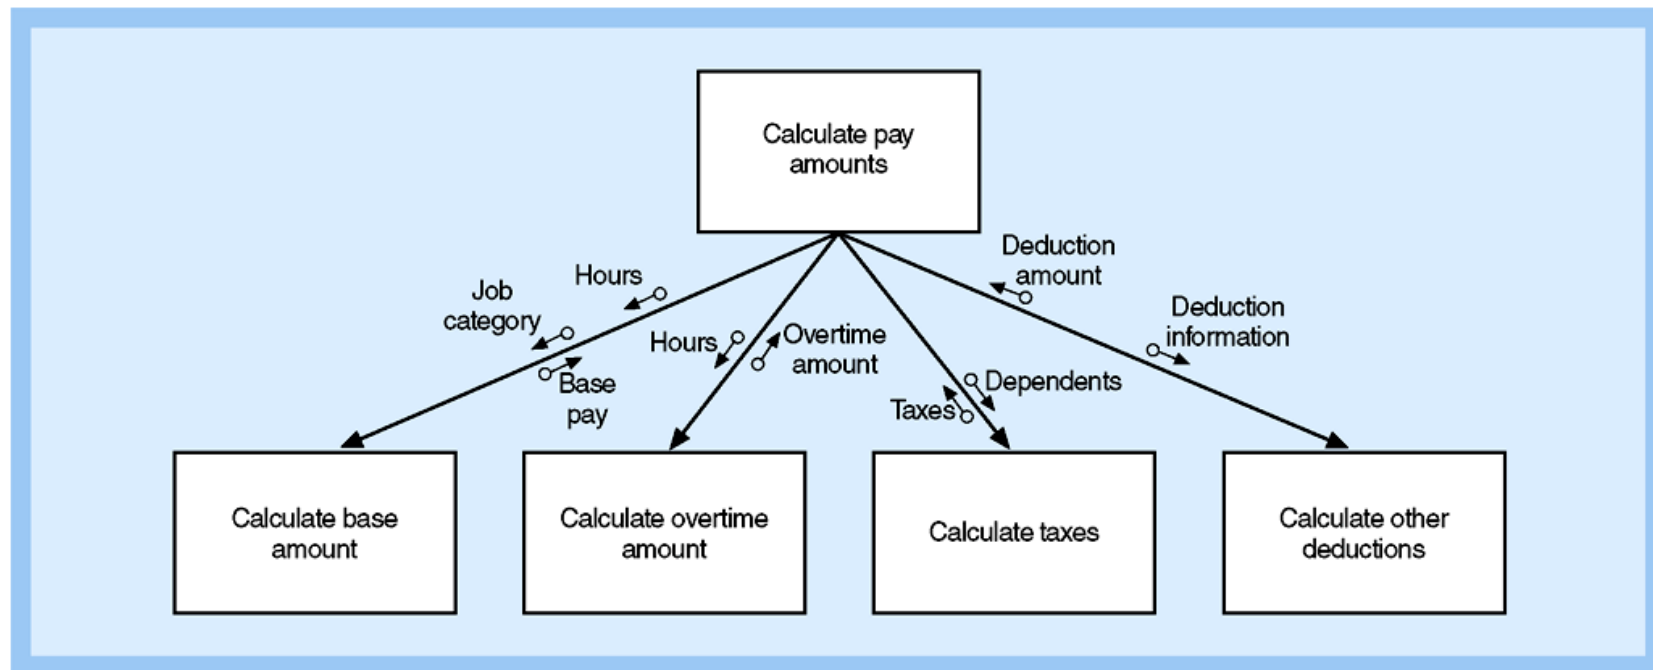 Calculate pay
amounts
Deduction
amount
Hours
Job
category
Deduction
information
Hours
Overtime
amount
Base
pay
Dependents
Taxes
Calculate base
amount
Calculate overtime
amount
Calculate taxes
Calculate other
deductions